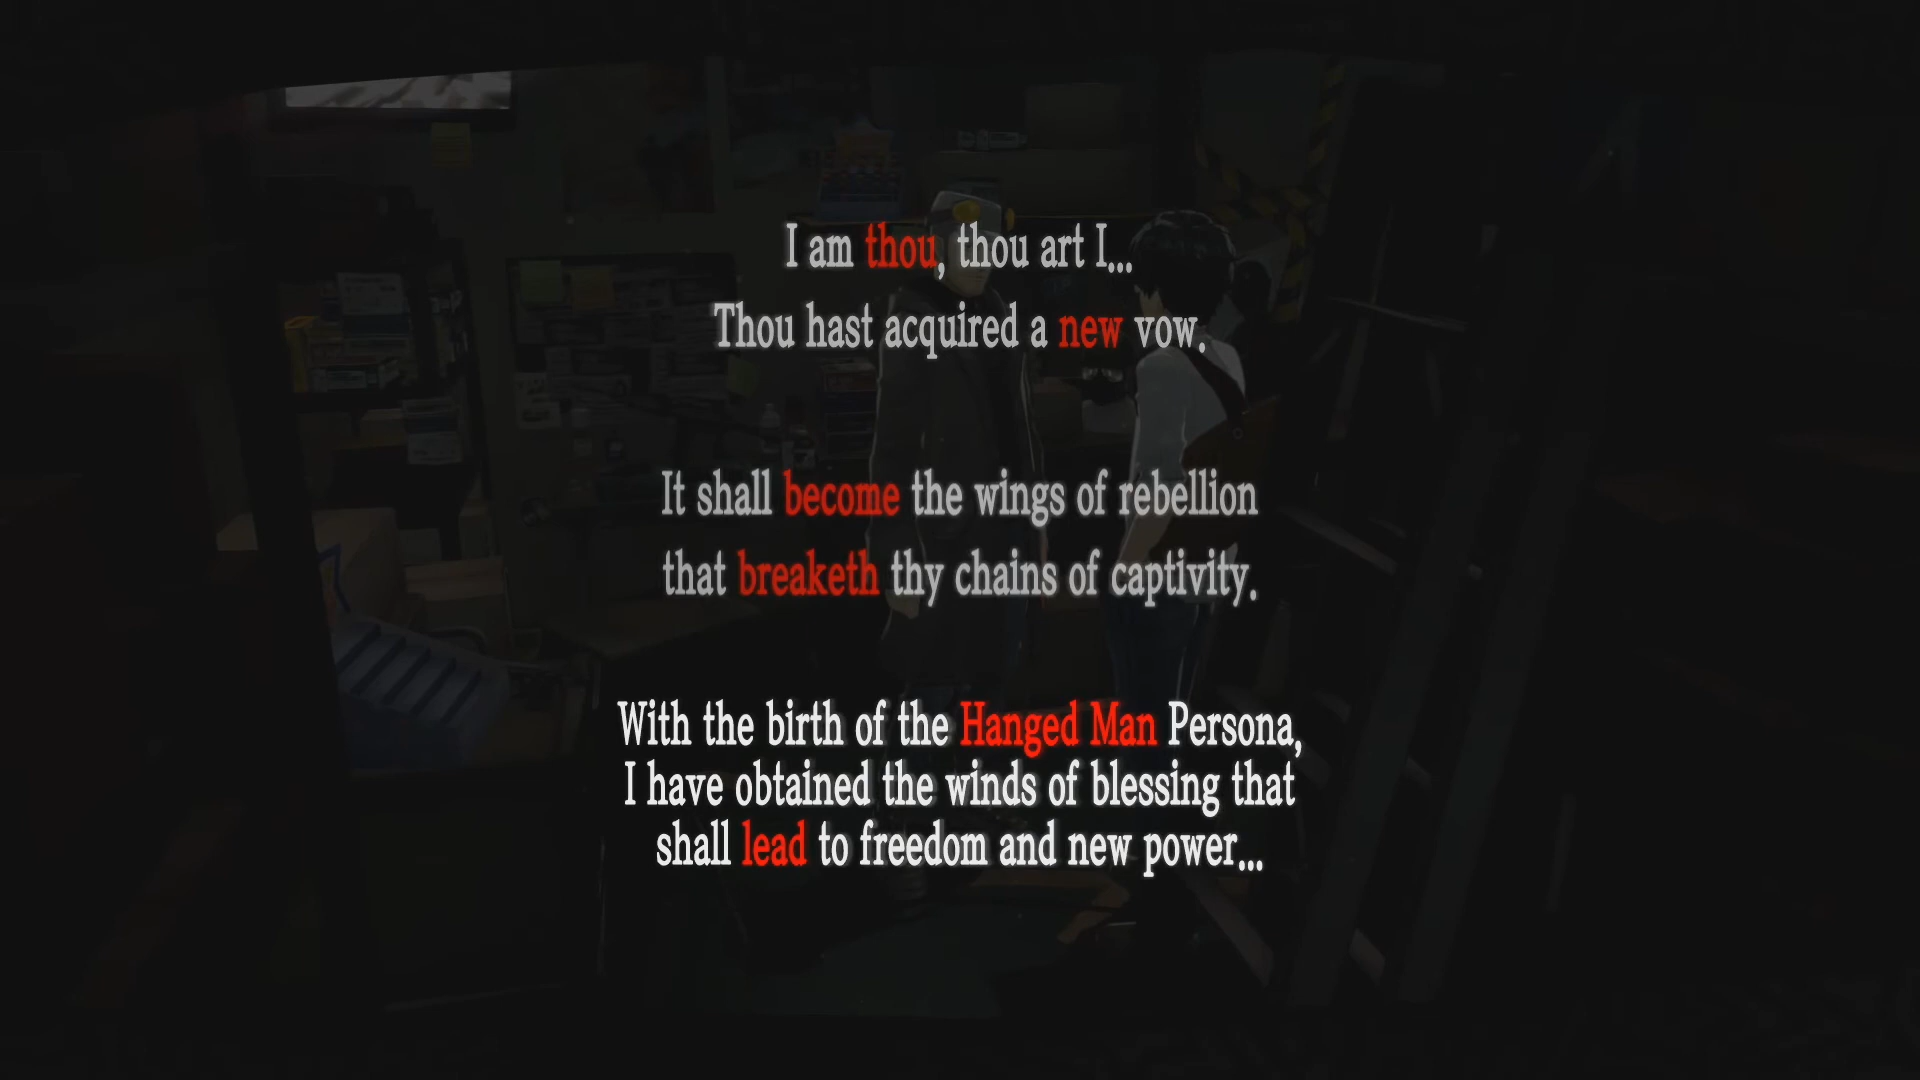 I am thou, thou art I...
Thou hast acquired a new vow.
It shall become the wings of rebellion
that breaketh thy chains of captivity.
With the birth of the Hanged Man Persona,
I have obtained the winds of blessing that
shall lead to freedom and new power...